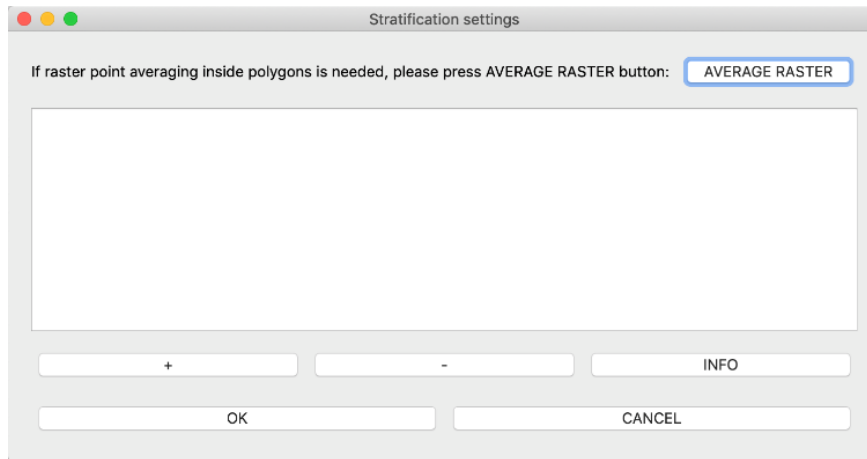 Stratification settings
If raster point averaging inside polygons is needed, please press AVERAGE RASTER button: AVERAGE RASTER
+ - INFO
OK CANCEL